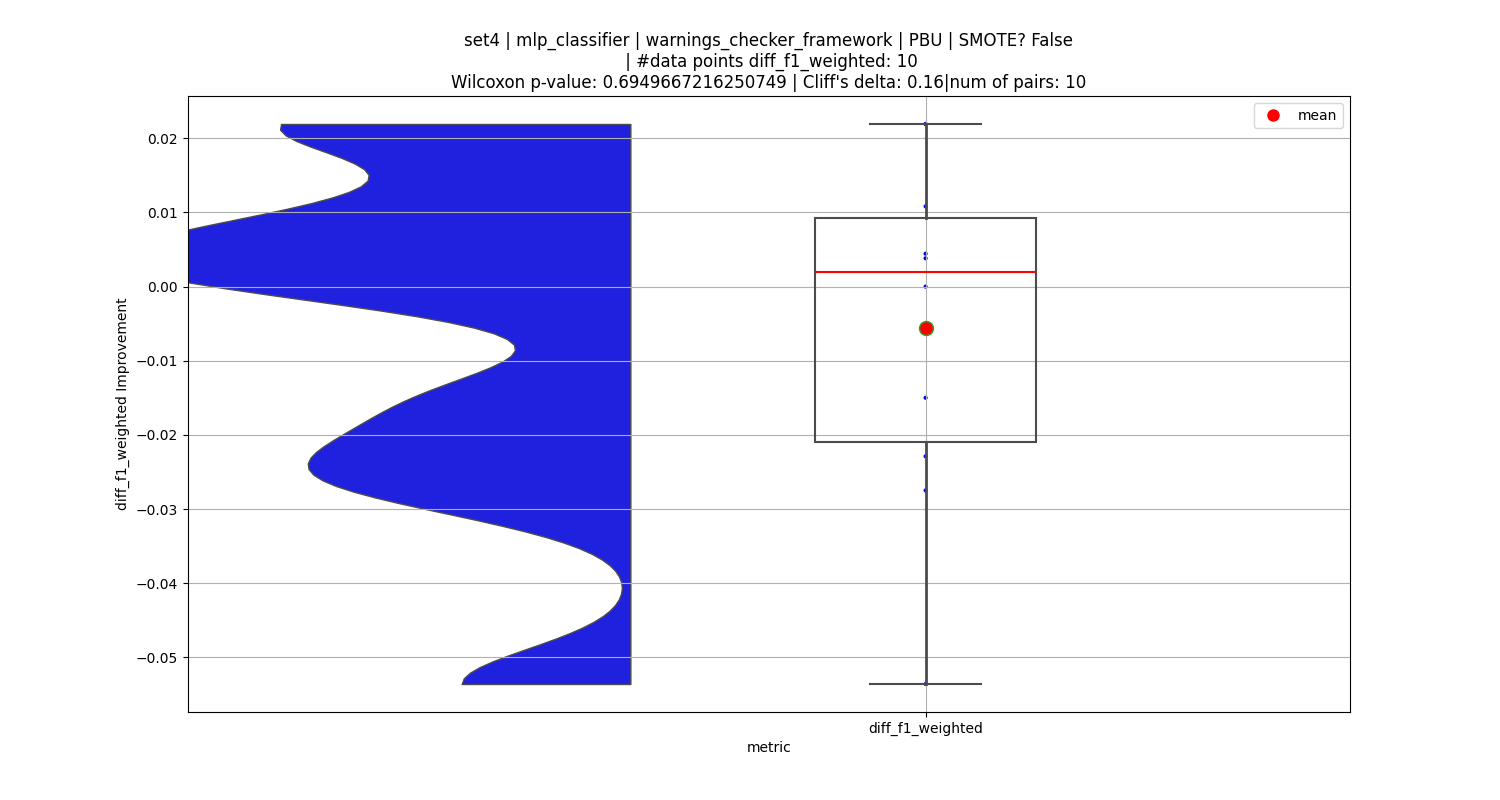 set4 | mlp_classifier | warnings_checker_framework | PBU | SMOTE? False
| #data points diff_f1_weighted: 10
Wilcoxon p-value: 0.6949667216250749 | Cliff's delta: 0.16|num of pairs: 10
mean
0.02
0.01
0.00
−0.01
−0.02
−0.03
−0.04
−0.05
diff_f1_weighted Improvement
diff_f1_weighted
metric